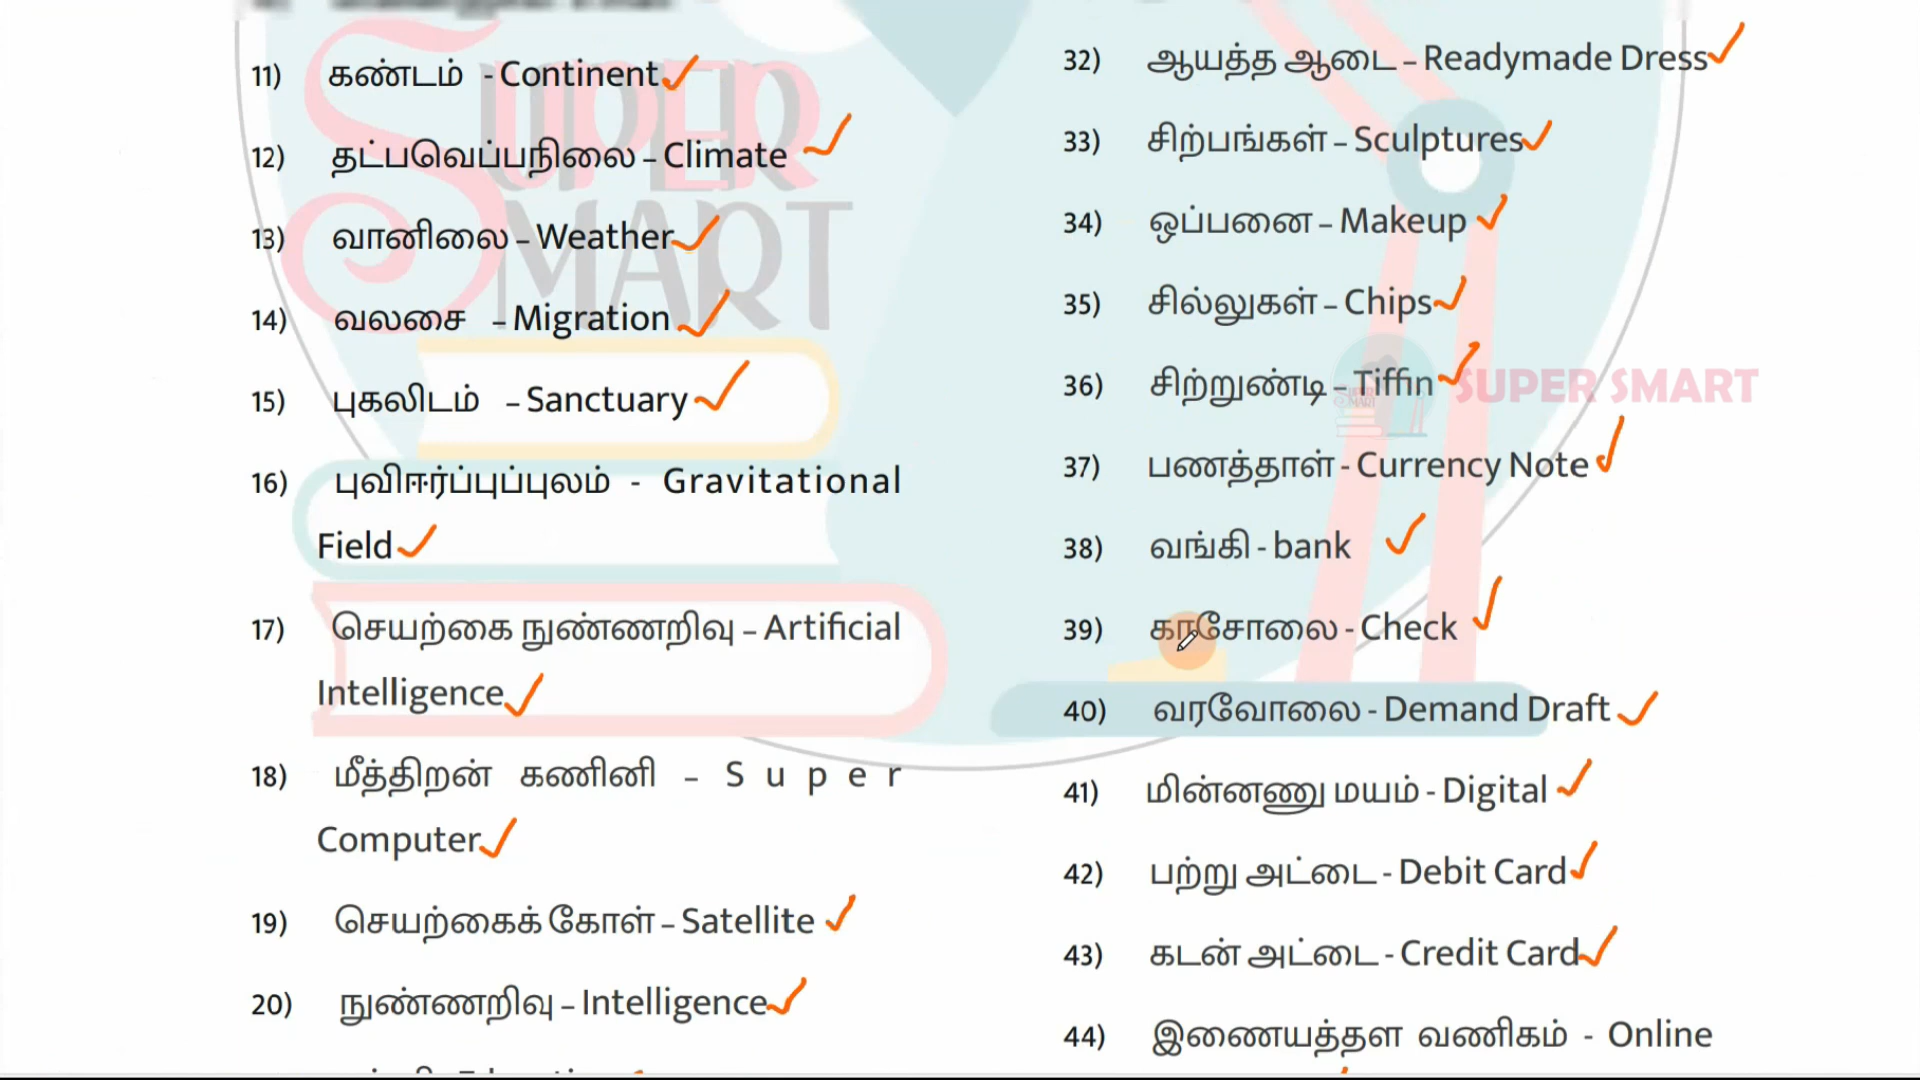 11) கண்டம் - Continent
12) தட்பவெப்பநிலை – Climate
13) வானிலை – Weather
14) வலசை – Migration
15) புகலிடம் – Sanctuary
16) புவிஈர்ப்புப்புலம் - Gravitational
Field
17) செயற்கை நுண்ணறிவு – Artificial
Intelligence
18) மீத்திறன் கணினி – Super
Computer
19) செயற்கைக் கோள் – Satellite
20) நுண்ணறிவு – Intelligence
32) ஆயத்த ஆடை – Readymade Dress
33) சிற்பங்கள் – Sculptures
34) ஒப்பனை – Makeup
35) சில்லுகள் – Chips
36) சிற்றுண்டி – Tiffin
37) பணத்தாள் - Currency Note
38) வங்கி - bank
39) காசோலை - Check
40) வரவோலை - Demand Draft
41) மின்னணு மயம் - Digital
42) பற்று அட்டை - Debit Card
43) கடன் அட்டை - Credit Card
44) இணையத்தள வணிகம் - Online
SUPER
SMART
SUPER SMART